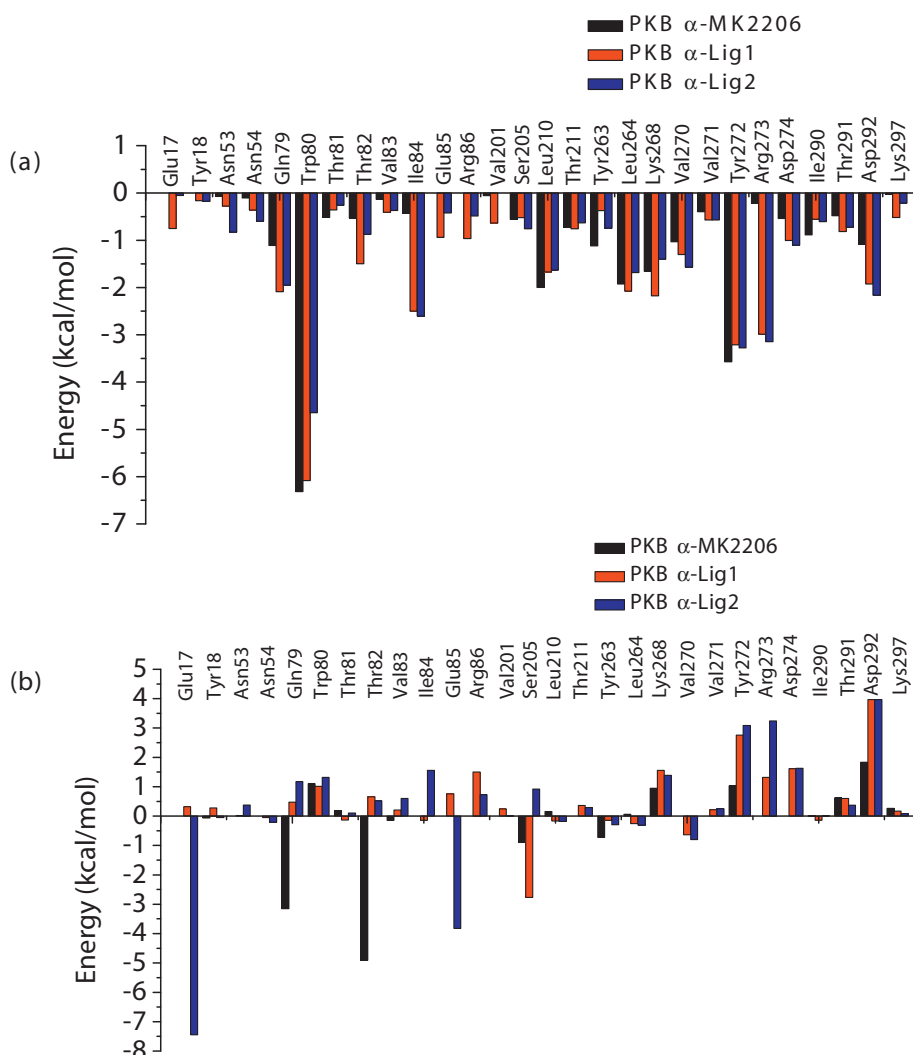 PKB α-MK2206
PKB α-Lig1
PKB α-Lig2
(a)
Glu17 Tyr18 Asn53 Asn54 Gln79 Trp80 Thr81 Thr82 Val83 Ile84 Glu85 Arg86 Val201 Ser205 Leu210 Thr211 Tyr263 Leu264 Lys268 Val270 Val271 Tyr272 Arg273 Asp274 Ile290 Thr291 Asp292 Lys297
1
0
-1
-2
-3
-4
-5
-6
-7
Energy (kcal/mol)
PKB α-MK2206
PKB α-Lig1
PKB α-Lig2
(b)
Glu17 Tyr18 Asn53 Asn54 Gln79 Trp80 Thr81 Thr82 Val83 Ile84 Glu85 Arg86 Val201 Ser205 Leu210 Thr211 Tyr263 Leu264 Lys268 Val270 Val271 Tyr272 Arg273 Asp274 Ile290 Thr291 Asp292 Lys297
5
4
3
2
1
0
-1
-2
-3
-4
-5
-6
-7
-8
Energy (kcal/mol)